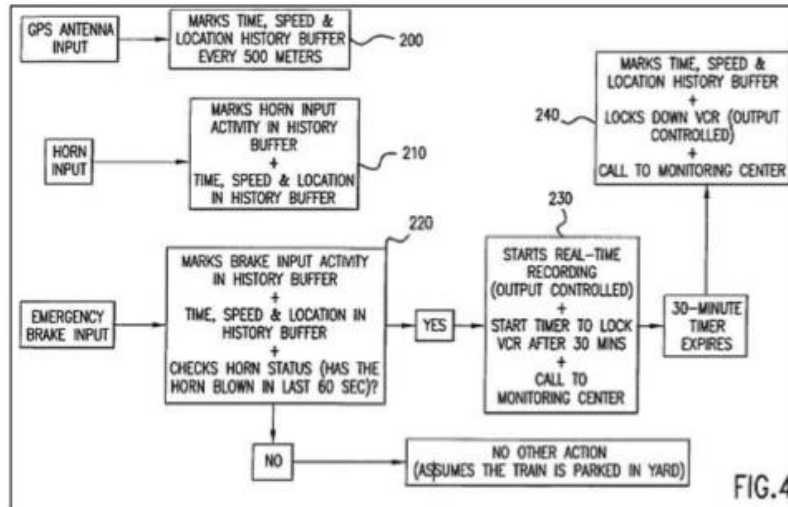 GPS ANTENNA
INPUT
MARKS TIME, SPEED &
LOCATION HISTORY BUFFER
EVERY 500 METERS
200
HORN
INPUT
MARKS HORN INPUT
ACTIVITY IN HISTORY
BUFFER
+
TIME, SPEED & LOCATION
IN HISTORY BUFFER
210
MARKS TIME, SPEED &
LOCATION HISTORY BUFFER
+
LOCKS DOWN VCR (OUTPUT
CONTROLLED)
+
CALL TO MONITORING CENTER
240
EMERGENCY
BRAKE INPUT
MARKS BRAKE INPUT ACTIVITY
IN HISTORY BUFFER
+
TIME, SPEED & LOCATION IN
HISTORY BUFFER
+
CHECKS HORN STATUS (HAS THE
HORN BLOWN IN LAST 60 SEC)?
220
YES
STARTS REAL-TIME
RECORDING
(OUTPUT CONTROLLED)
+
START TIMER TO LOCK
VCR AFTER 30 MINS
+
CALL TO
MONITORING CENTER
230
30-MINUTE
TIMER
EXPIRES
NO
NO OTHER ACTION
(ASSUMES THE TRAIN IS PARKED IN YARD)
FIG.4